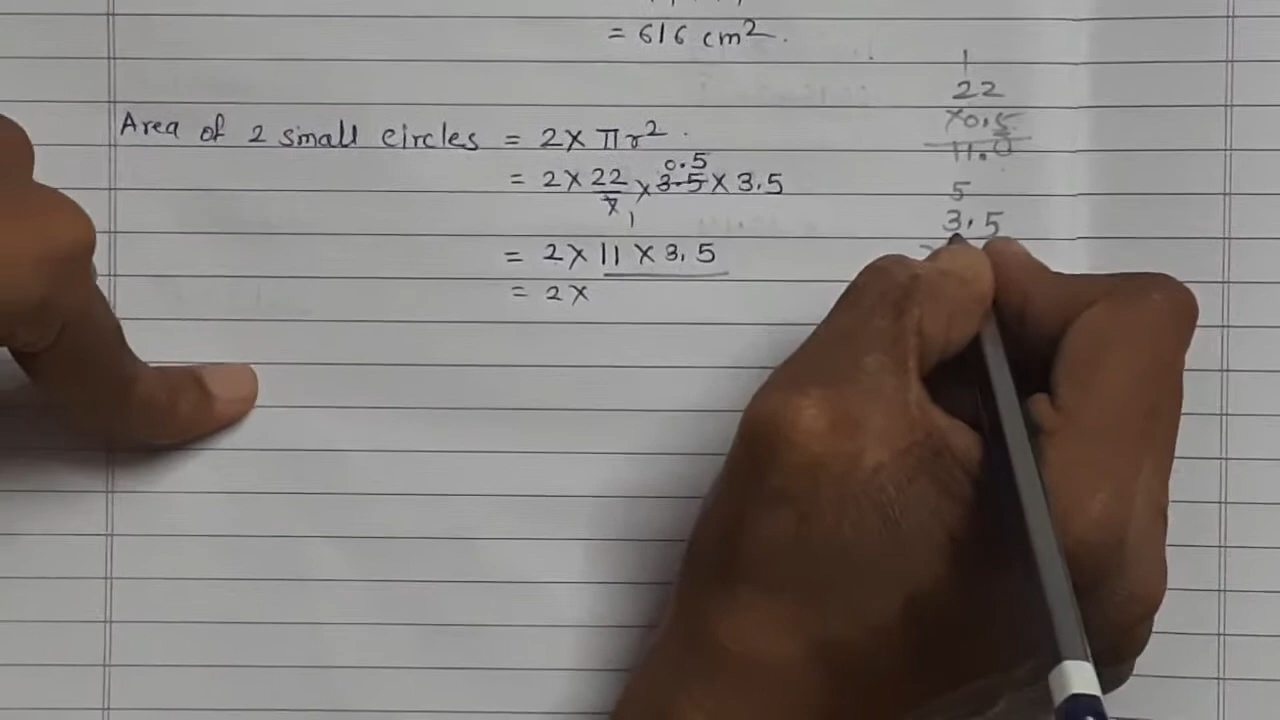 = 616 cm².
Area of 2 small circles = 2 × πr².
0.5
= 2 × 22/7 × 3.5 × 3.5
1
= 2 × 11 × 3.5
= 2 ×
1
22
×0.5
11.0
5
3.5
×